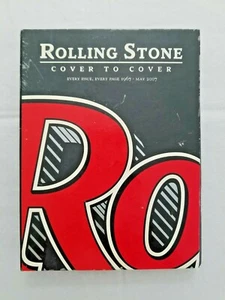 ROLLING STONE
COVER TO COVER
EVERY PAGE, EVERY ISSUE 1967 - MAY 2007
Ro